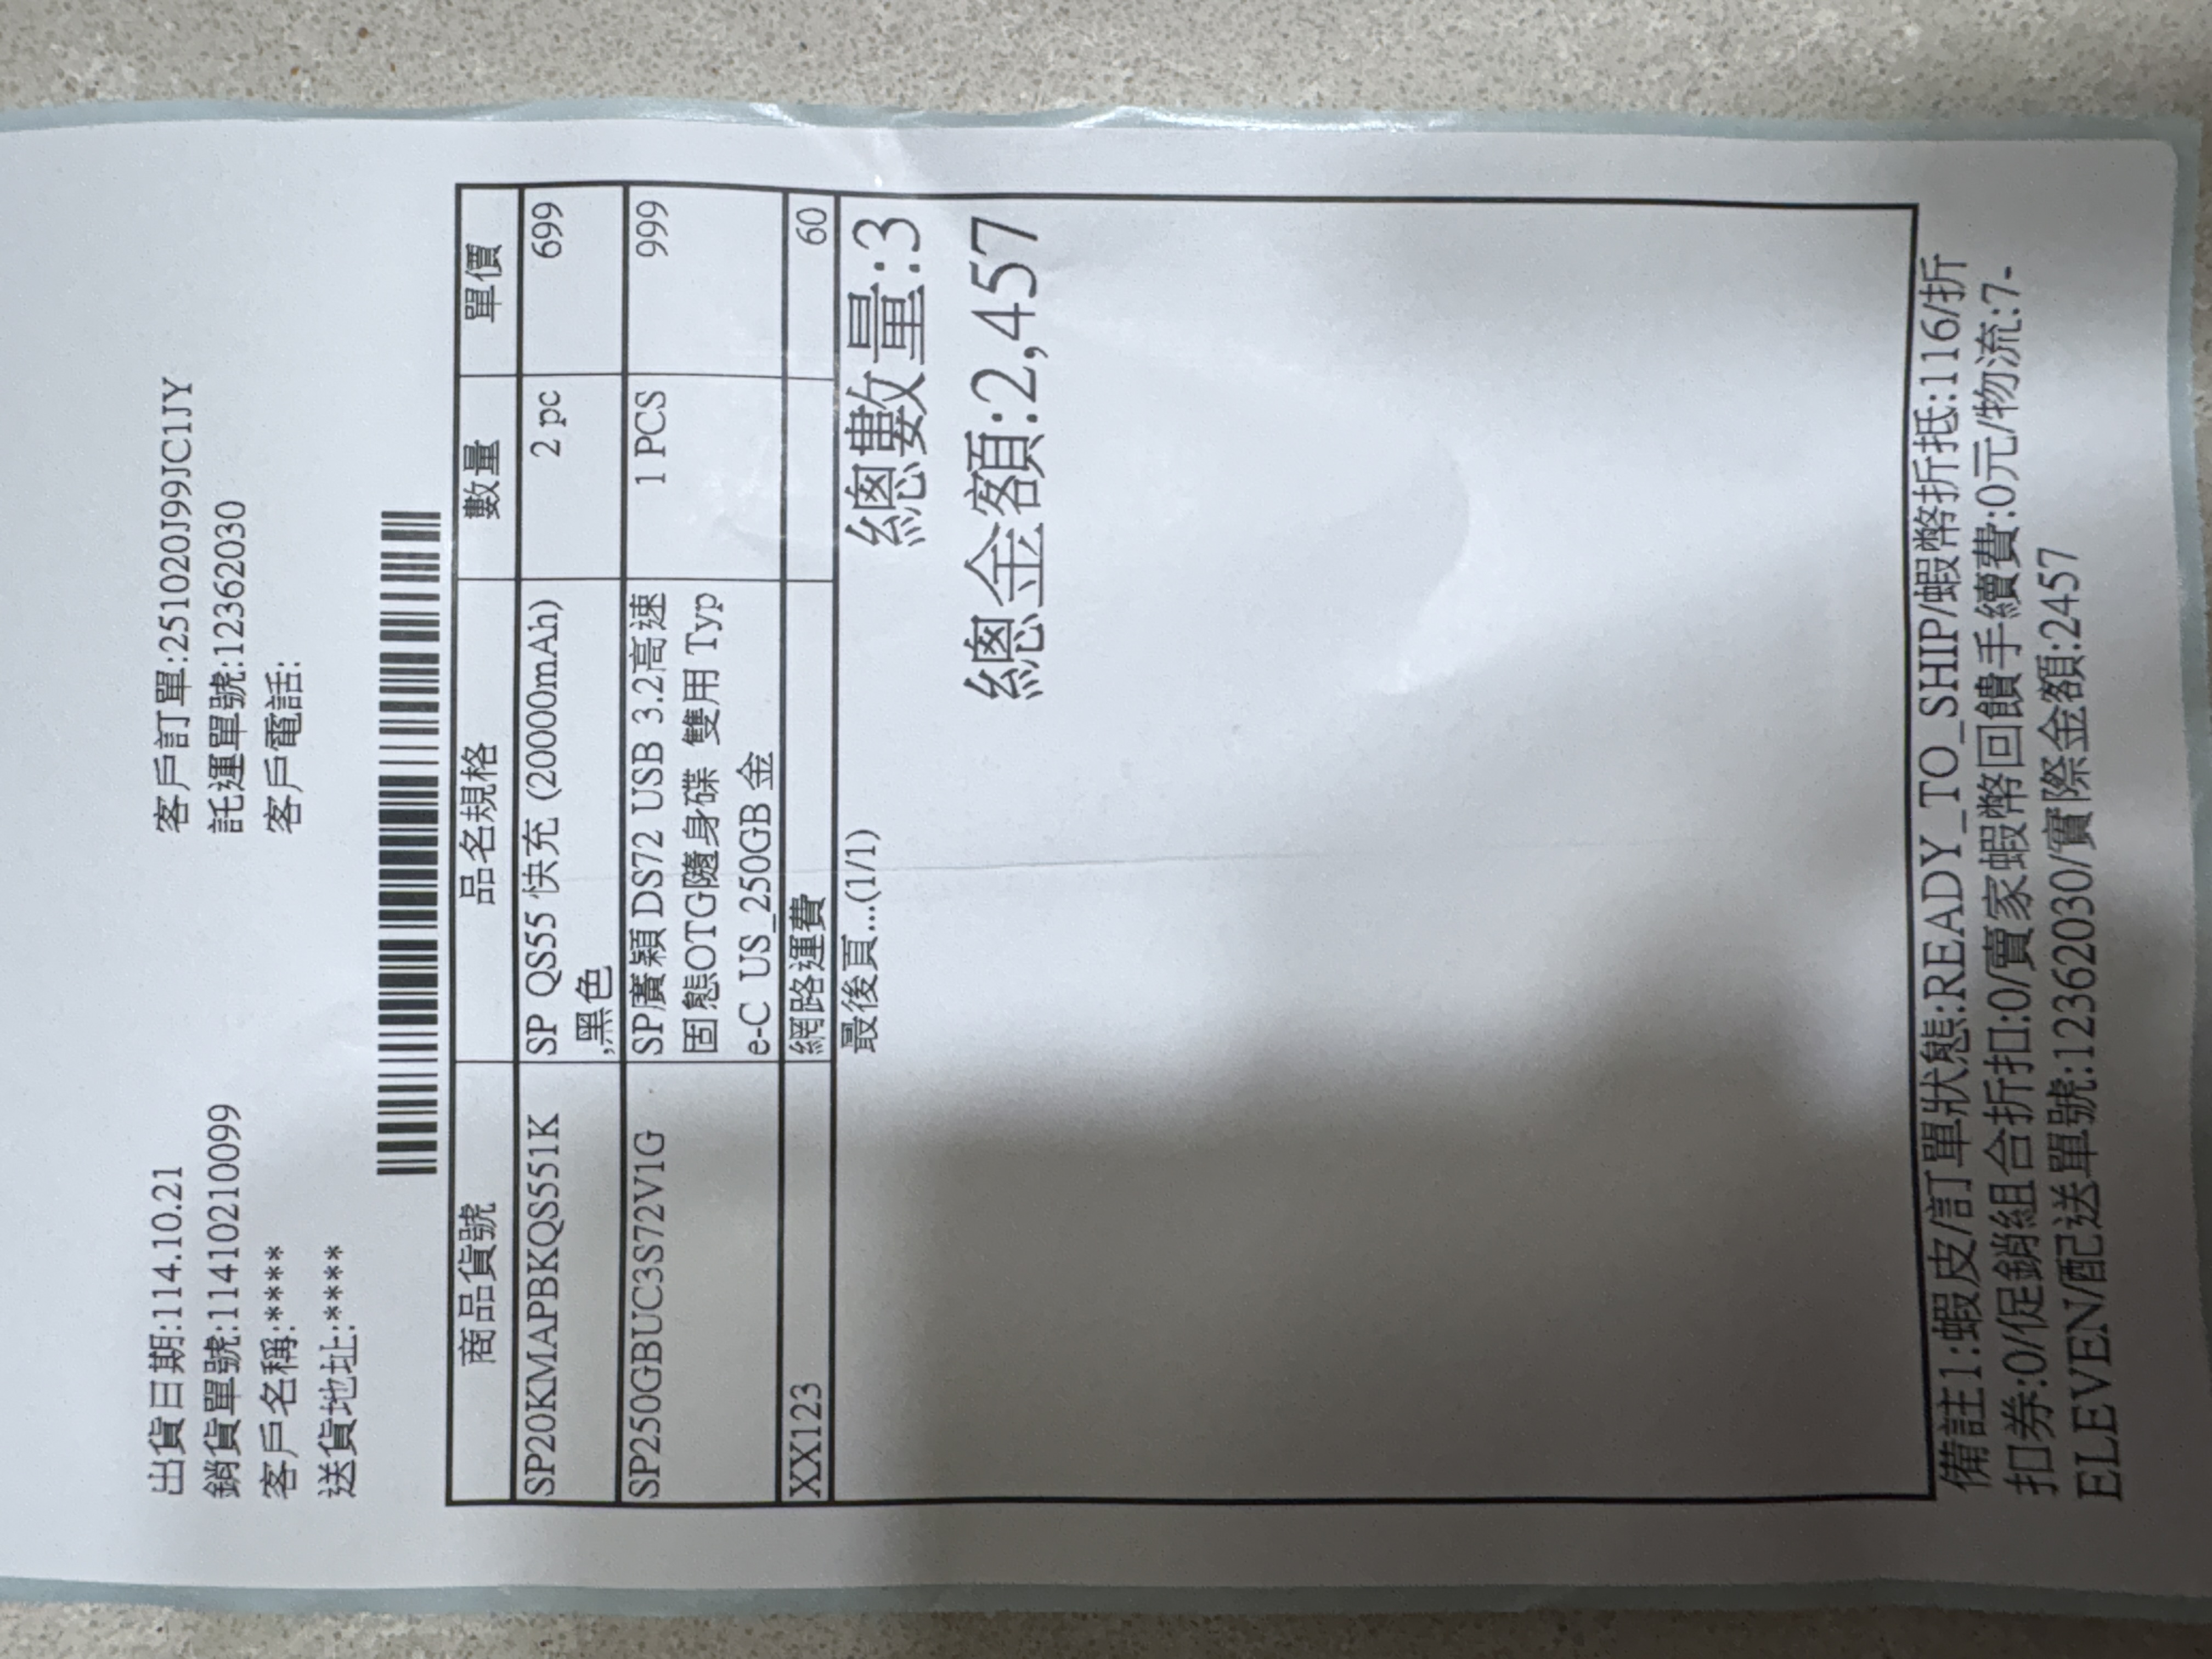 出貨日期:114.10.21 客戶訂單:251020J99JC1JY
銷貨單號:11410210099 託運單號:12362030
客戶名稱:**** 客戶電話:
送貨地址:****
商品貨號 品名規格 數量 單價
SP20KMAPBKQS551K SP QS55 快充 (20000mAh) 2 pc 699
,黑色
SP250GBUC3S72V1G SP廣穎 DS72 USB 3.2高速 1 PCS 999
固態OTG隨身碟 雙用 Typ
e-C US_250GB 金
XX123 網路運費 60
最後頁...(1/1) 總數量:3
總金額:2,457
備註1:蝦皮/訂單狀態:READY_TO_SHIP/蝦幣折抵:116/折
扣券:0/促銷組合折扣:0/賣家蝦幣回饋手續費:0元/物流:7-
ELEVEN/配送單號:12362030/實際金額:2457